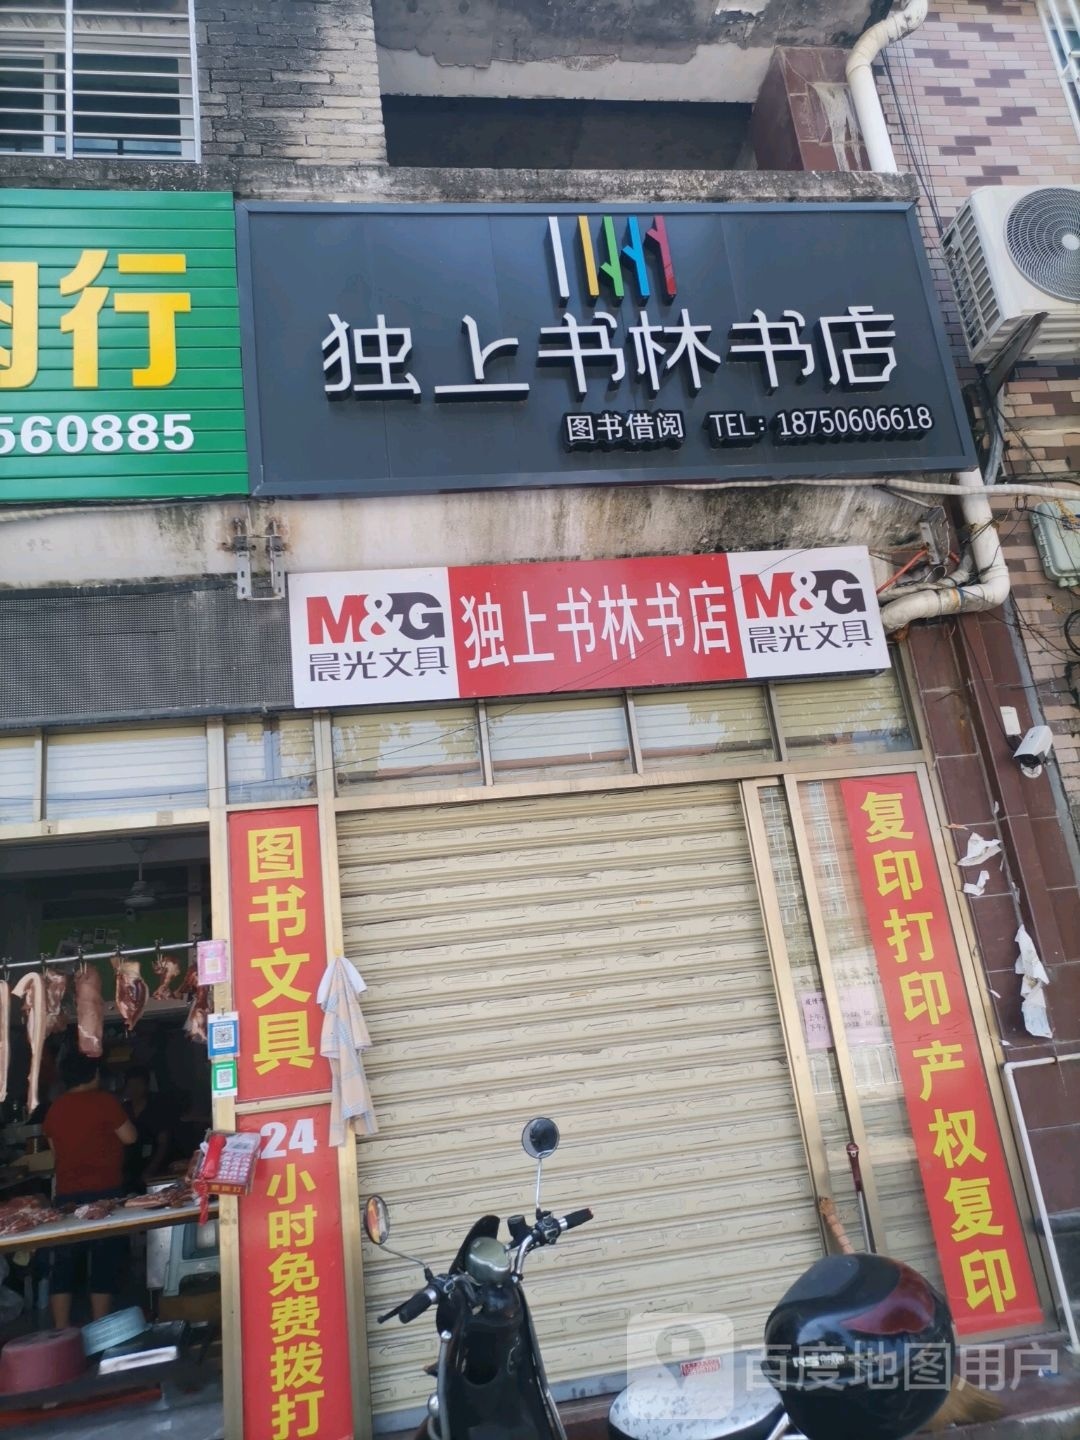 行
560885
独上书林书店
图书借阅 TEL: 18750606618
M&G
晨光文具
独上书林书店
M&G
晨光文具
图书文具
24小时免费拨打
复印打印产权复印
百度地图用户